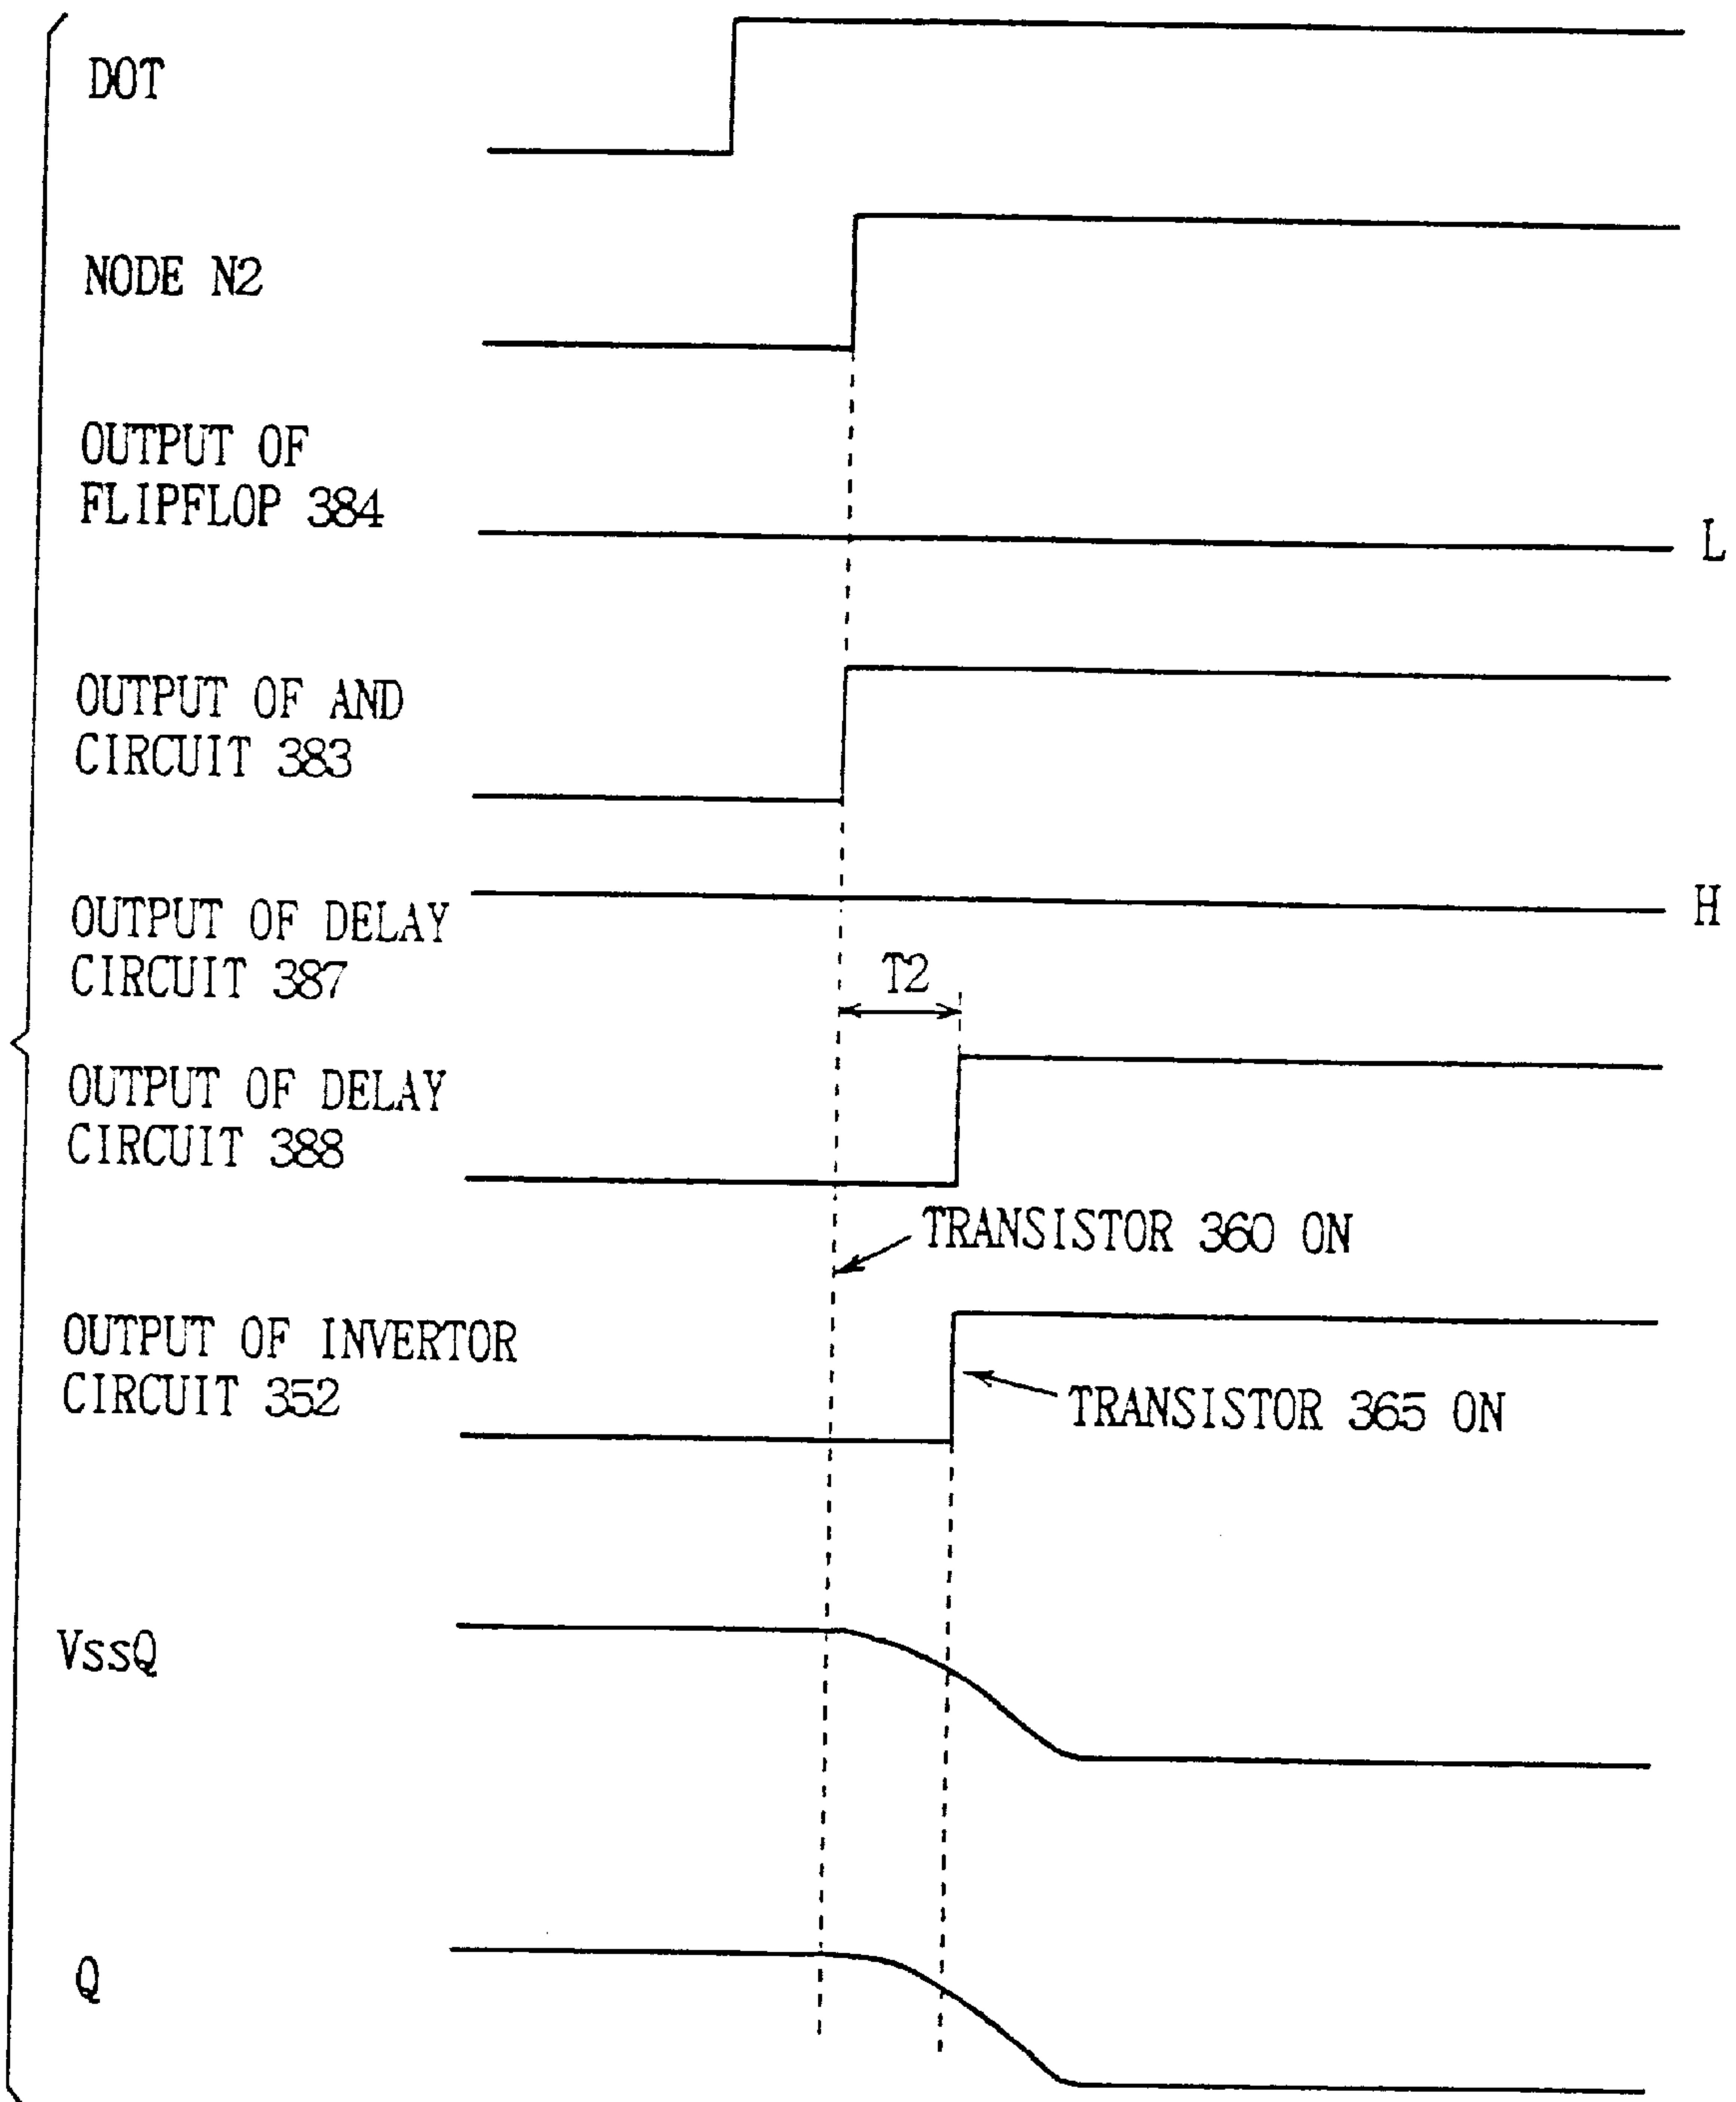 DOT
NODE N2
OUTPUT OF
FLIPFLOP 384
L
OUTPUT OF AND
CIRCUIT 383
OUTPUT OF DELAY
CIRCUIT 387
H
T2
OUTPUT OF DELAY
CIRCUIT 388
TRANSISTOR 360 ON
OUTPUT OF INVERTOR
CIRCUIT 352
TRANSISTOR 365 ON
VssQ
Q